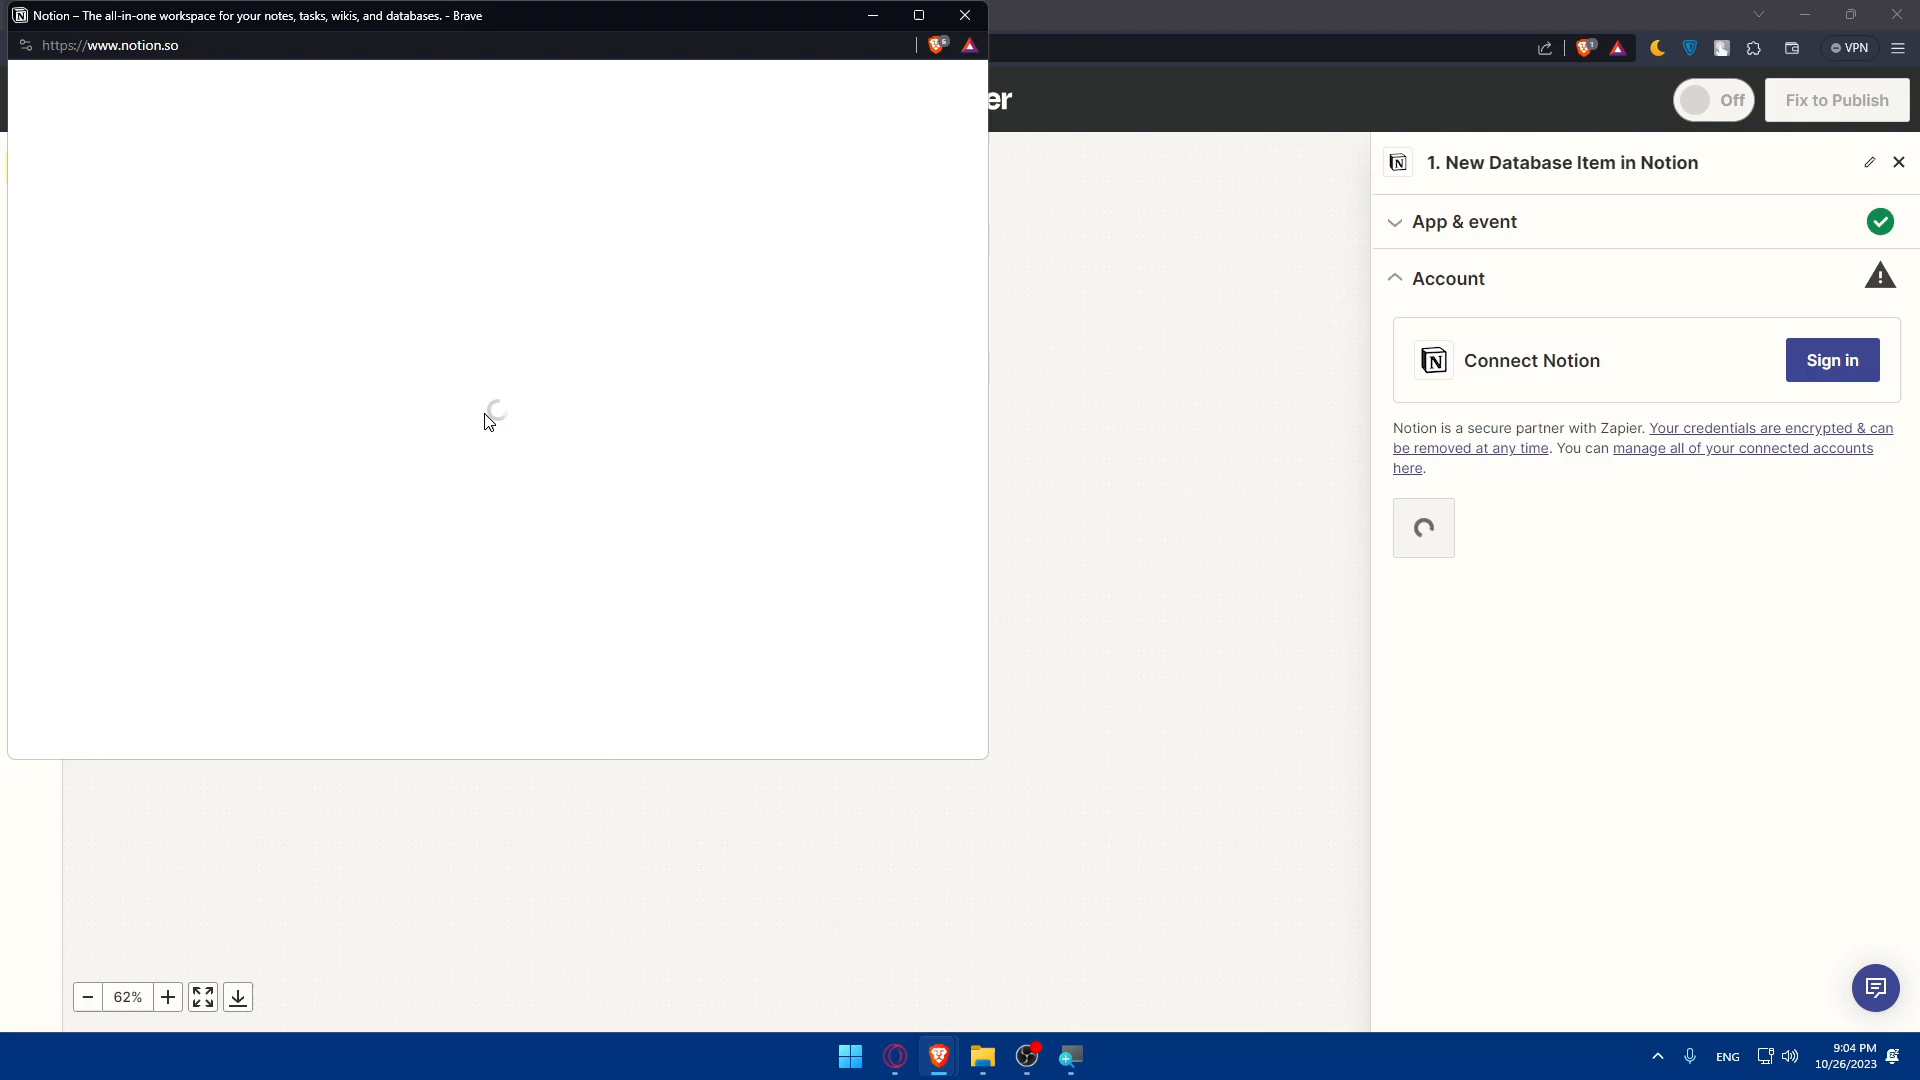 Notion – The all-in-one workspace for your notes, tasks, wikis, and databases. - Brave
https://www.notion.so
6
1
VPN
er
Off
Fix to Publish
1. New Database Item in Notion
App & event
Account
Connect Notion
Sign in
Notion is a secure partner with Zapier. Your credentials are encrypted & can
be removed at any time. You can manage all of your connected accounts
here.
62%
ENG
9:04 PM
10/26/2023